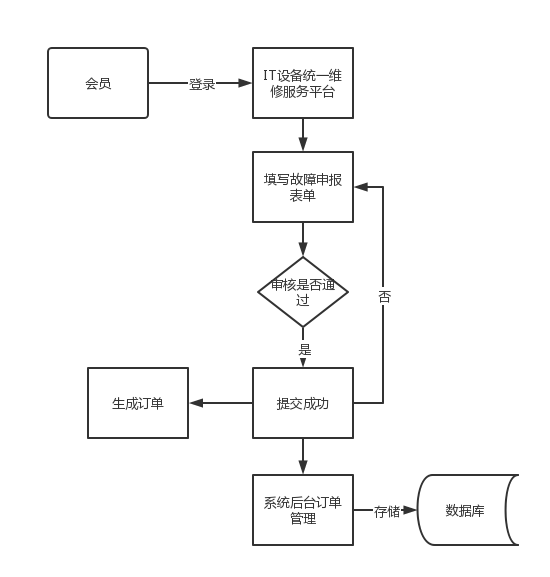 会员
登录
IT设备统一维
修服务平台
填写故障申报
表单
审核是否通
过
否
是
生成订单
提交成功
系统后台订单
管理
存储
数据库